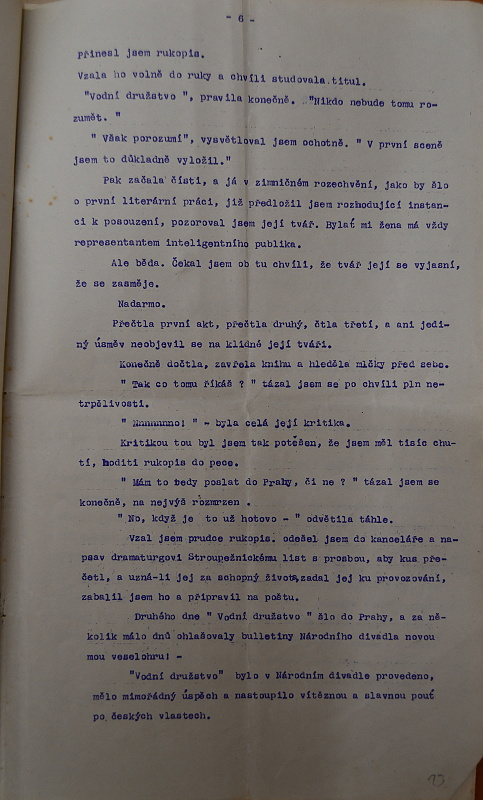 - 6 -
přinesl jsem rukopis.
Vzala ho volně do ruky a chvíli studovala titul.
"Vodní družstvo ", pravila konečně. "Nikdo nebude tomu ro-
zumět. "
" Však porozumí", vysvětloval jsem ochotně. " V první sceně
jsem to důkladně vyložil."
Pak začala čísti, a já v zimničném rozechvění, jako by šlo
o první literární práci, již předložil jsem rozhodující instan-
ci k posouzení, pozoroval jsem její tvář. Bylať mi žena má vždy
representantem inteligentního publika.
Ale běda. Čekal jsem ob tu chvíli, že tvář její se vyjasní,
že se zasměje.
Nadarmo.
Přečtla první akt, přečtla druhý, čtla třetí, a ani jedi-
ný úsměv neobjevil se na klidné její tváři.
Konečně dočtla, zavřela knihu a hleděla mlčky před sebe.
" Tak co tomu říkáš ? " tázal jsem se po chvíli pln ne-
trpělivosti.
" Nnnnnnno! " - byla celá její kritika.
Kritikou tou byl jsem tak potěšen, že jsem měl tisíc chu-
tí, hoditi rukopis do pece.
" Mám to tedy poslat do Prahy, či ne ? " tázal jsem se
konečně, na nejvýš rozmrzen .
" No, když je to už hotovo - " odvětila táhle.
Vzal jsem prudce rukopis. odešel jsem do kanceláře a na-
psav dramaturgovi Stroupežnickému list s prosbou, aby kus pře-
četl, a uzná-li jej za schopný života,zadal jej ku provozování,
zabalil jsem ho a připravil na poštu.
Druhého dne " Vodní družstvo " šlo do Prahy, a za ně-
kolik málo dnů ohlašovaly bulletiny Národního divadla novou
mou veselohru! -
"Vodní družstvo" bylo v Národním divadle provedeno,
mělo mimořádný úspěch a nastoupilo vítěznou a slavnou pouť
po českých vlastech.